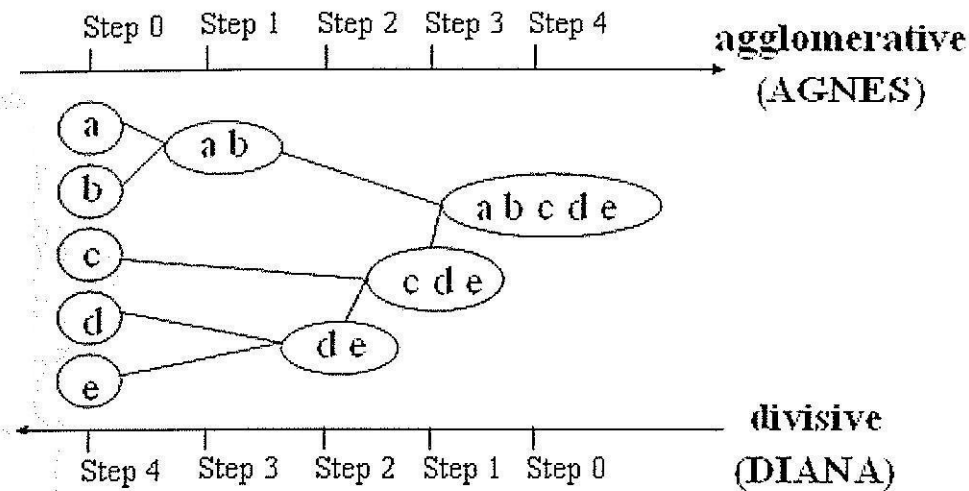 Step 0 Step 1 Step 2 Step 3 Step 4
agglomerative
(AGNES)
a
a b
b
a b c d e
c
c d e
d
d e
e
divisive
Step 4 Step 3 Step 2 Step 1 Step 0
(DIANA)